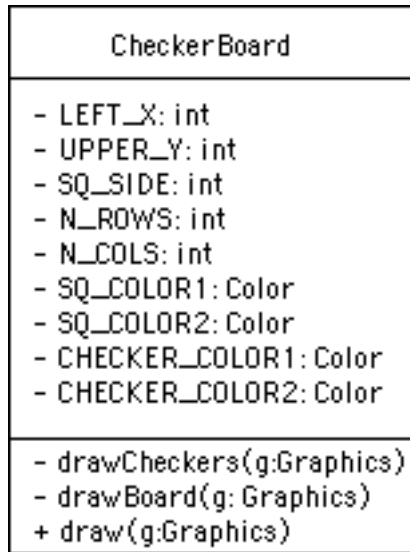 CheckerBoard
- LEFT_X: int
- UPPER_Y: int
- SQ_SIDE: int
- N_ROWS: int
- N_COLS: int
- SQ_COLOR1: Color
- SQ_COLOR2: Color
- CHECKER_COLOR1: Color
- CHECKER_COLOR2: Color
- drawCheckers(g:Graphics)
- drawBoard(g: Graphics)
+ draw(g:Graphics)